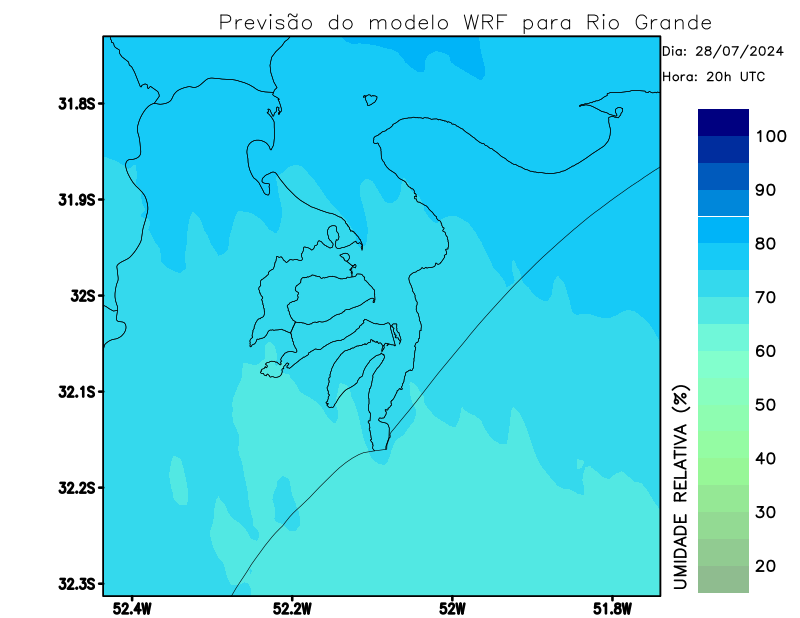 Previsão do modelo WRF para Rio Grande
Dia: 28/07/2024
Hora: 20h UTC
31.8S
31.9S
32S
32.1S
32.2S
32.3S
52.4W
52.2W
52W
51.8W
100
90
80
70
60
50
40
30
20
UMIDADE RELATIVA (%)